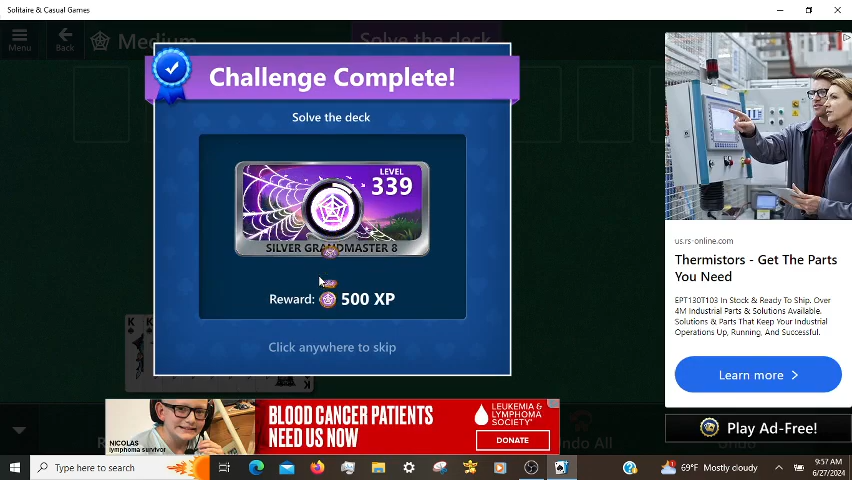 Solitaire & Casual Games
Menu
Back
Medium
Solve the deck
Challenge Complete!
Solve the deck
LEVEL
339
SILVER GRANDMASTER 8
Reward: 500 XP
Click anywhere to skip
K K
us.rs-online.com
Thermistors - Get The Parts
You Need
EPT130T103 In Stock & Ready To Ship. Over
4M Industrial Parts & Solutions Available.
Solutions & Parts That Keep Your Industrial
Operations Up, Running, And Successful.
Learn more
Play Ad-Free!
NICOLAS
lymphoma survivor
BLOOD CANCER PATIENTS
NEED US NOW
LEUKEMIA &
LYMPHOMA
SOCIETY
DONATE
Undo All
Undo
Type here to search
69°F Mostly cloudy
9:57 AM
6/27/2024